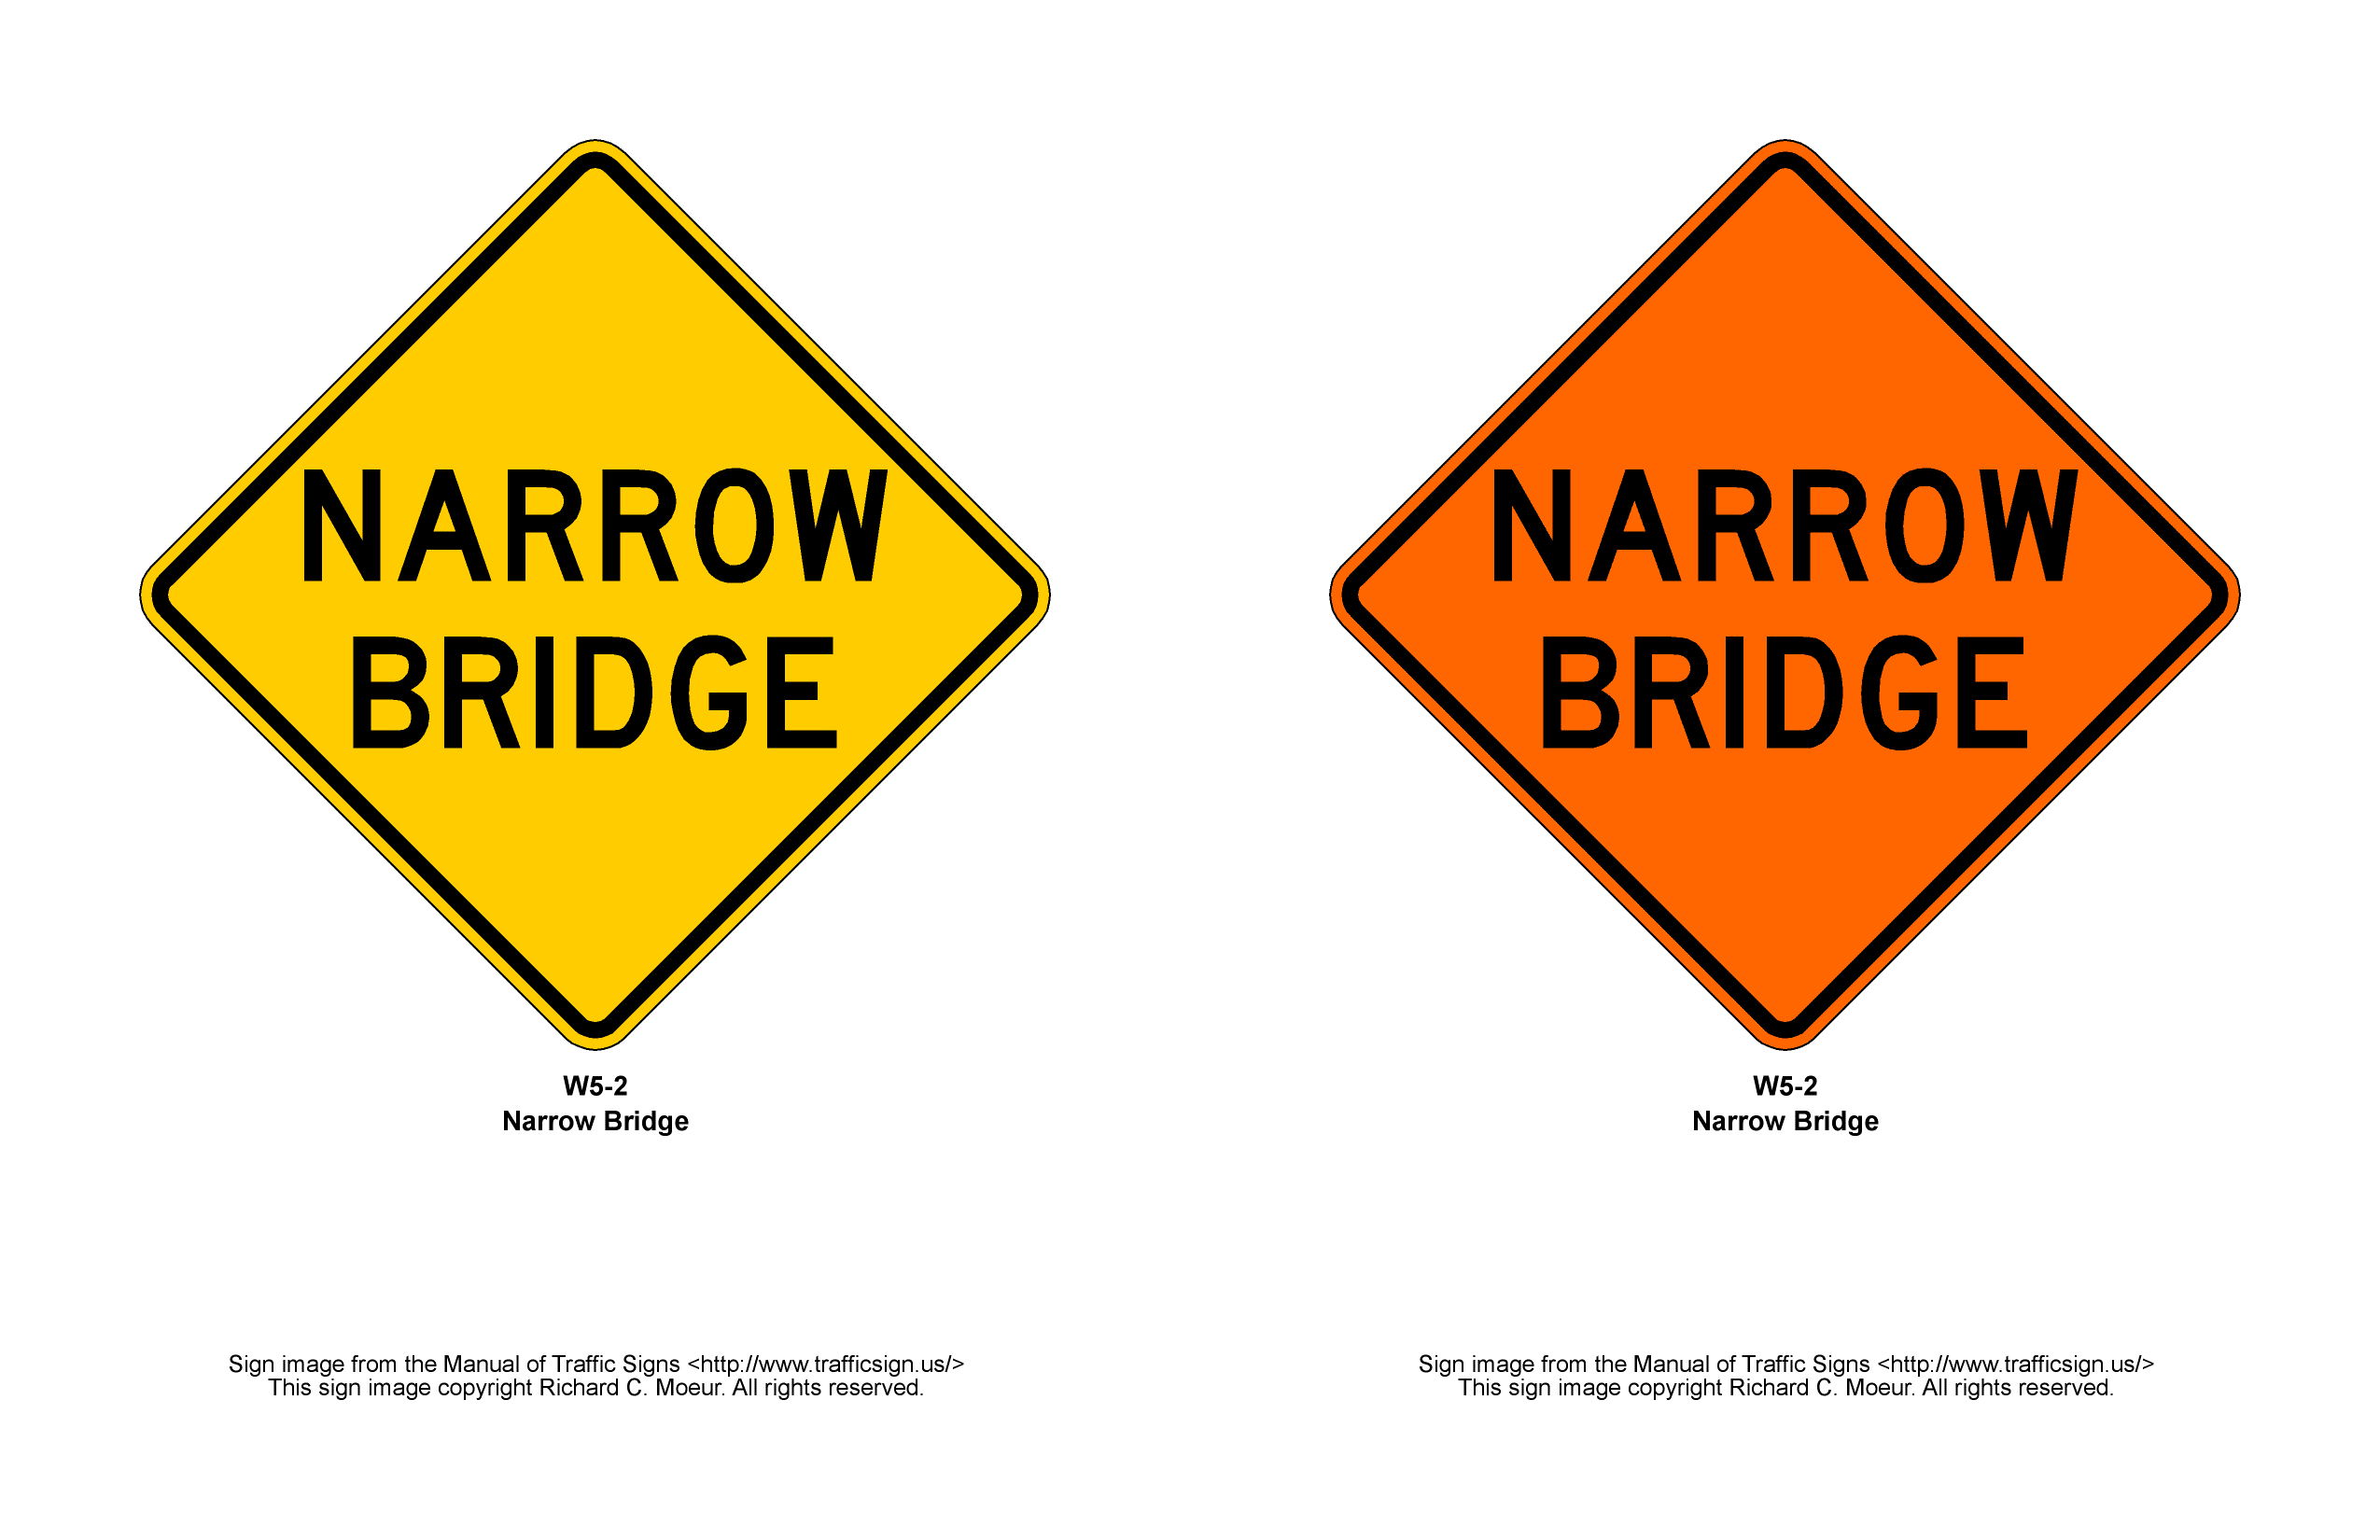 NARROW
BRIDGE
W5-2
Narrow Bridge
Sign image from the Manual of Traffic Signs <http://www.trafficsign.us/>
This sign image copyright Richard C. Moeur. All rights reserved.
NARROW
BRIDGE
W5-2
Narrow Bridge
Sign image from the Manual of Traffic Signs <http://www.trafficsign.us/>
This sign image copyright Richard C. Moeur. All rights reserved.